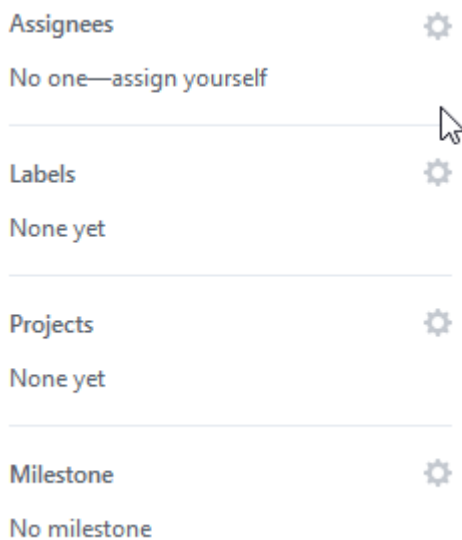 Assignees
No one—assign yourself
Labels
None yet
Projects
None yet
Milestone
No milestone